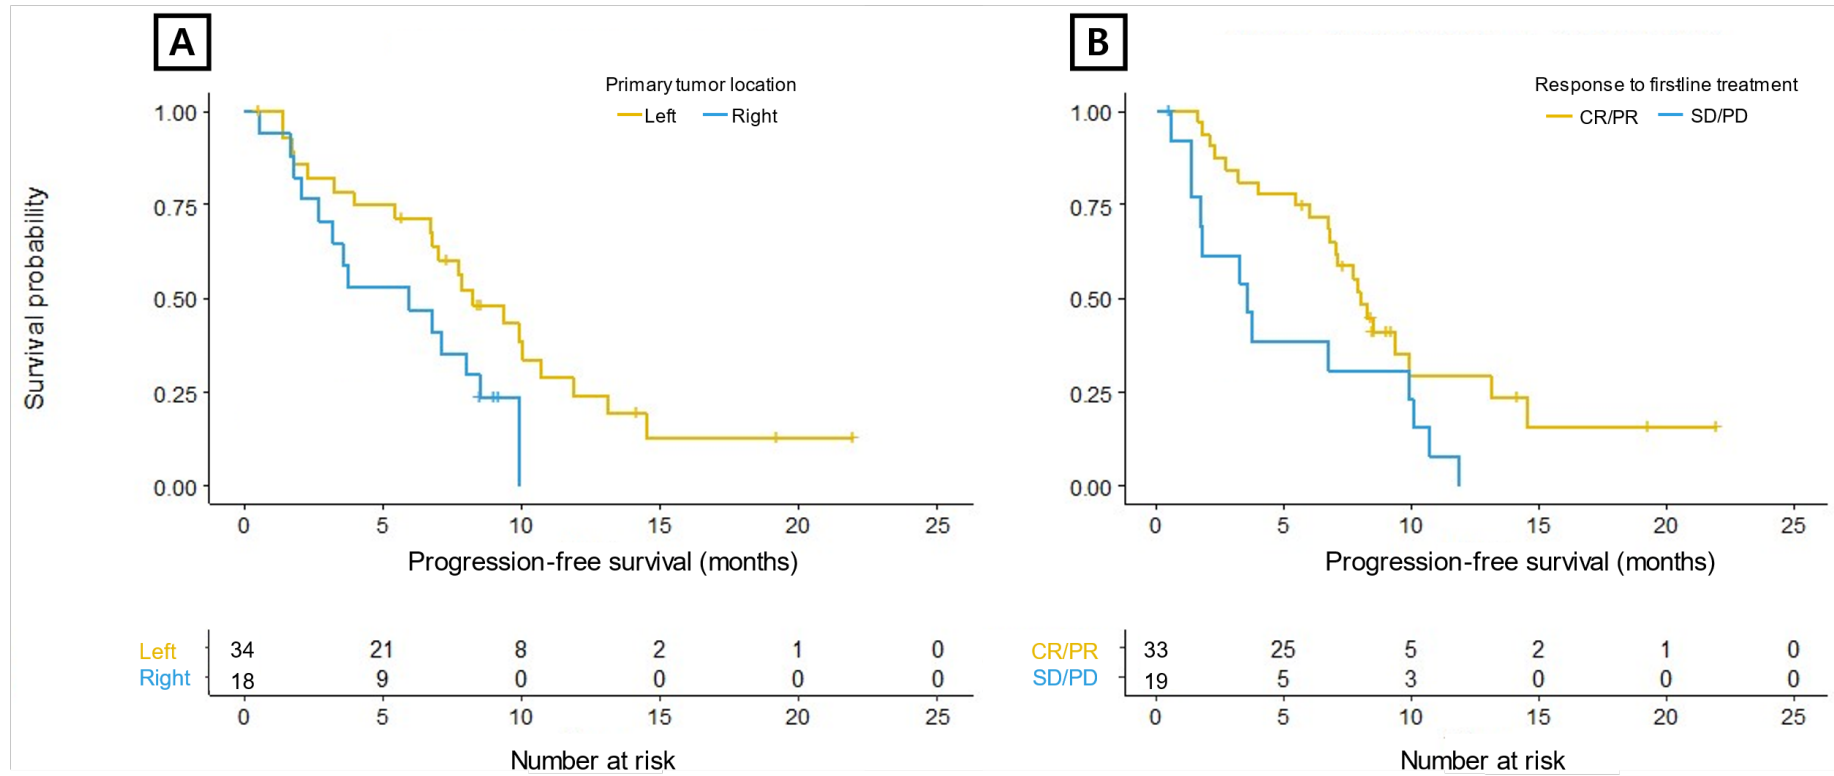 A
Primary tumor location
Left Right
Survival probability
1.00
0.75
0.50
0.25
0.00
0 5 10 15 20 25
Progression-free survival (months)
Left 34 21 8 2 1 0
Right 18 9 0 0 0 0
0 5 10 15 20 25
Number at risk
B
Response to first-line treatment
CR/PR SD/PD
1.00
0.75
0.50
0.25
0.00
0 5 10 15 20 25
Progression-free survival (months)
CR/PR 33 25 5 2 1 0
SD/PD 19 5 3 0 0 0
0 5 10 15 20 25
Number at risk